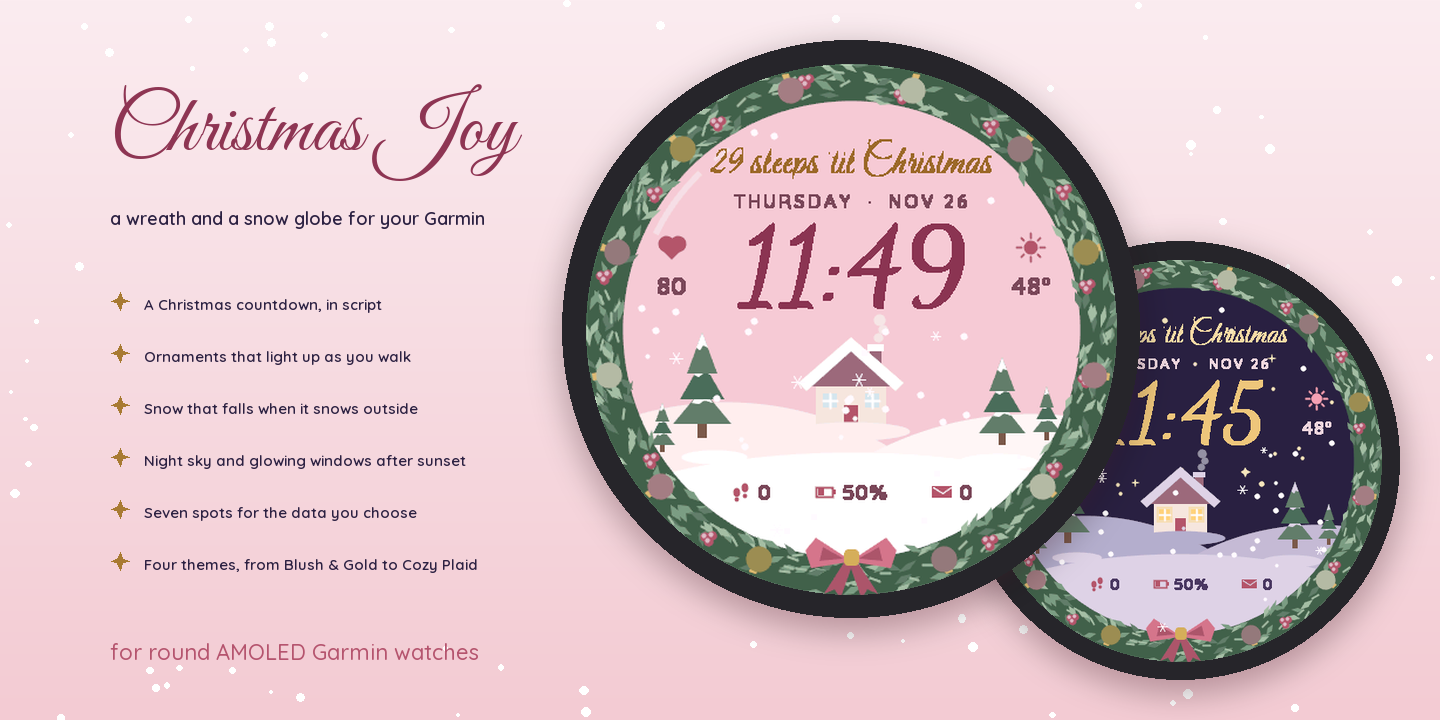 Christmas Joy
a wreath and a snow globe for your Garmin
A Christmas countdown, in script
Ornaments that light up as you walk
Snow that falls when it snows outside
Night sky and glowing windows after sunset
Seven spots for the data you choose
Four themes, from Blush & Gold to Cozy Plaid
for round AMOLED Garmin watches
29 sleeps 'til Christmas
THURSDAY · NOV 26
11:49
80
48°
0 50% 0
ps 'til Christmas
SDAY · NOV 26
1:45
48°
0 50% 0